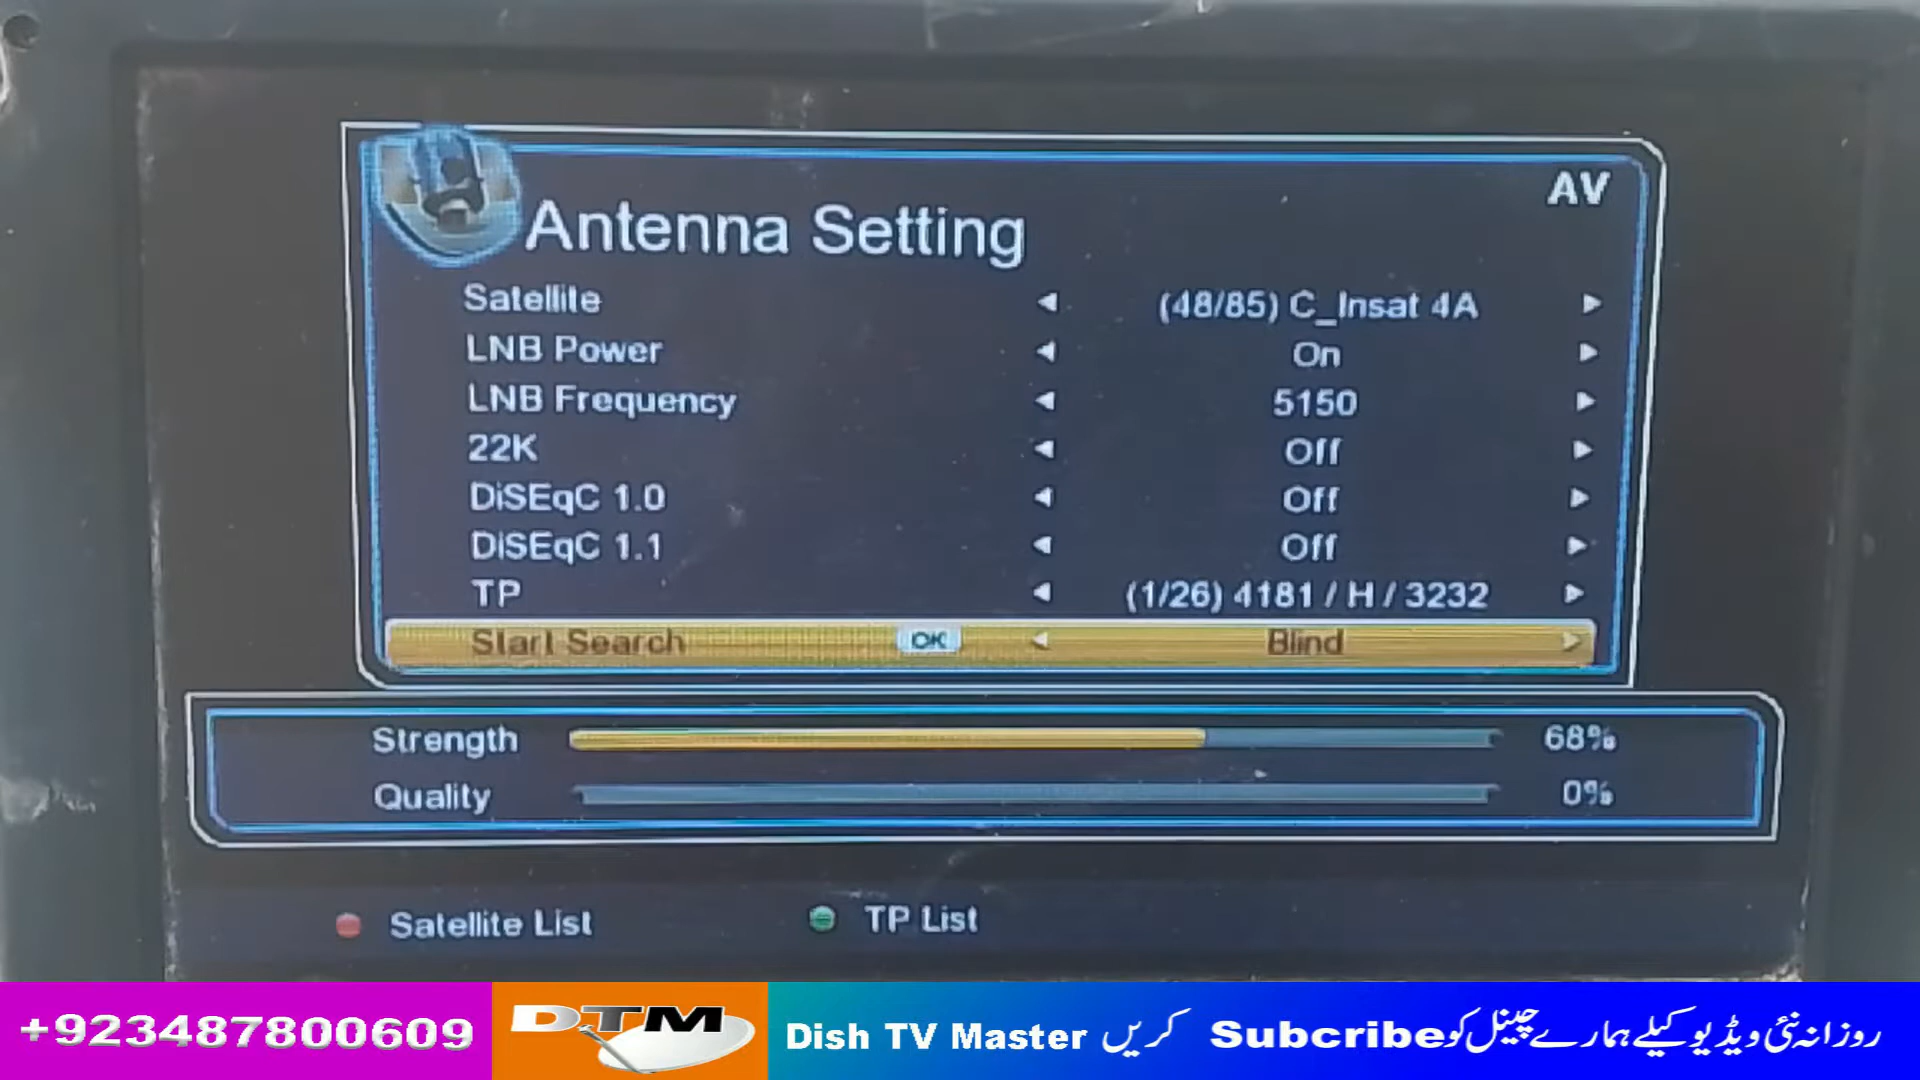 AV
Antenna Setting
Satellite (48/85) C_Insat 4A
LNB Power On
LNB Frequency 5150
22K Off
DiSEqC 1.0 Off
DiSEqC 1.1 Off
TP (1/26) 4181 / H / 3232
Start Search OK Blind
Strength 68%
Quality 0%
Satellite List TP List
+923487800609 DTM Dish TV Master روزانہ نئی ویڈیو کیلے ہمارے چینل کو Subcribe کریں